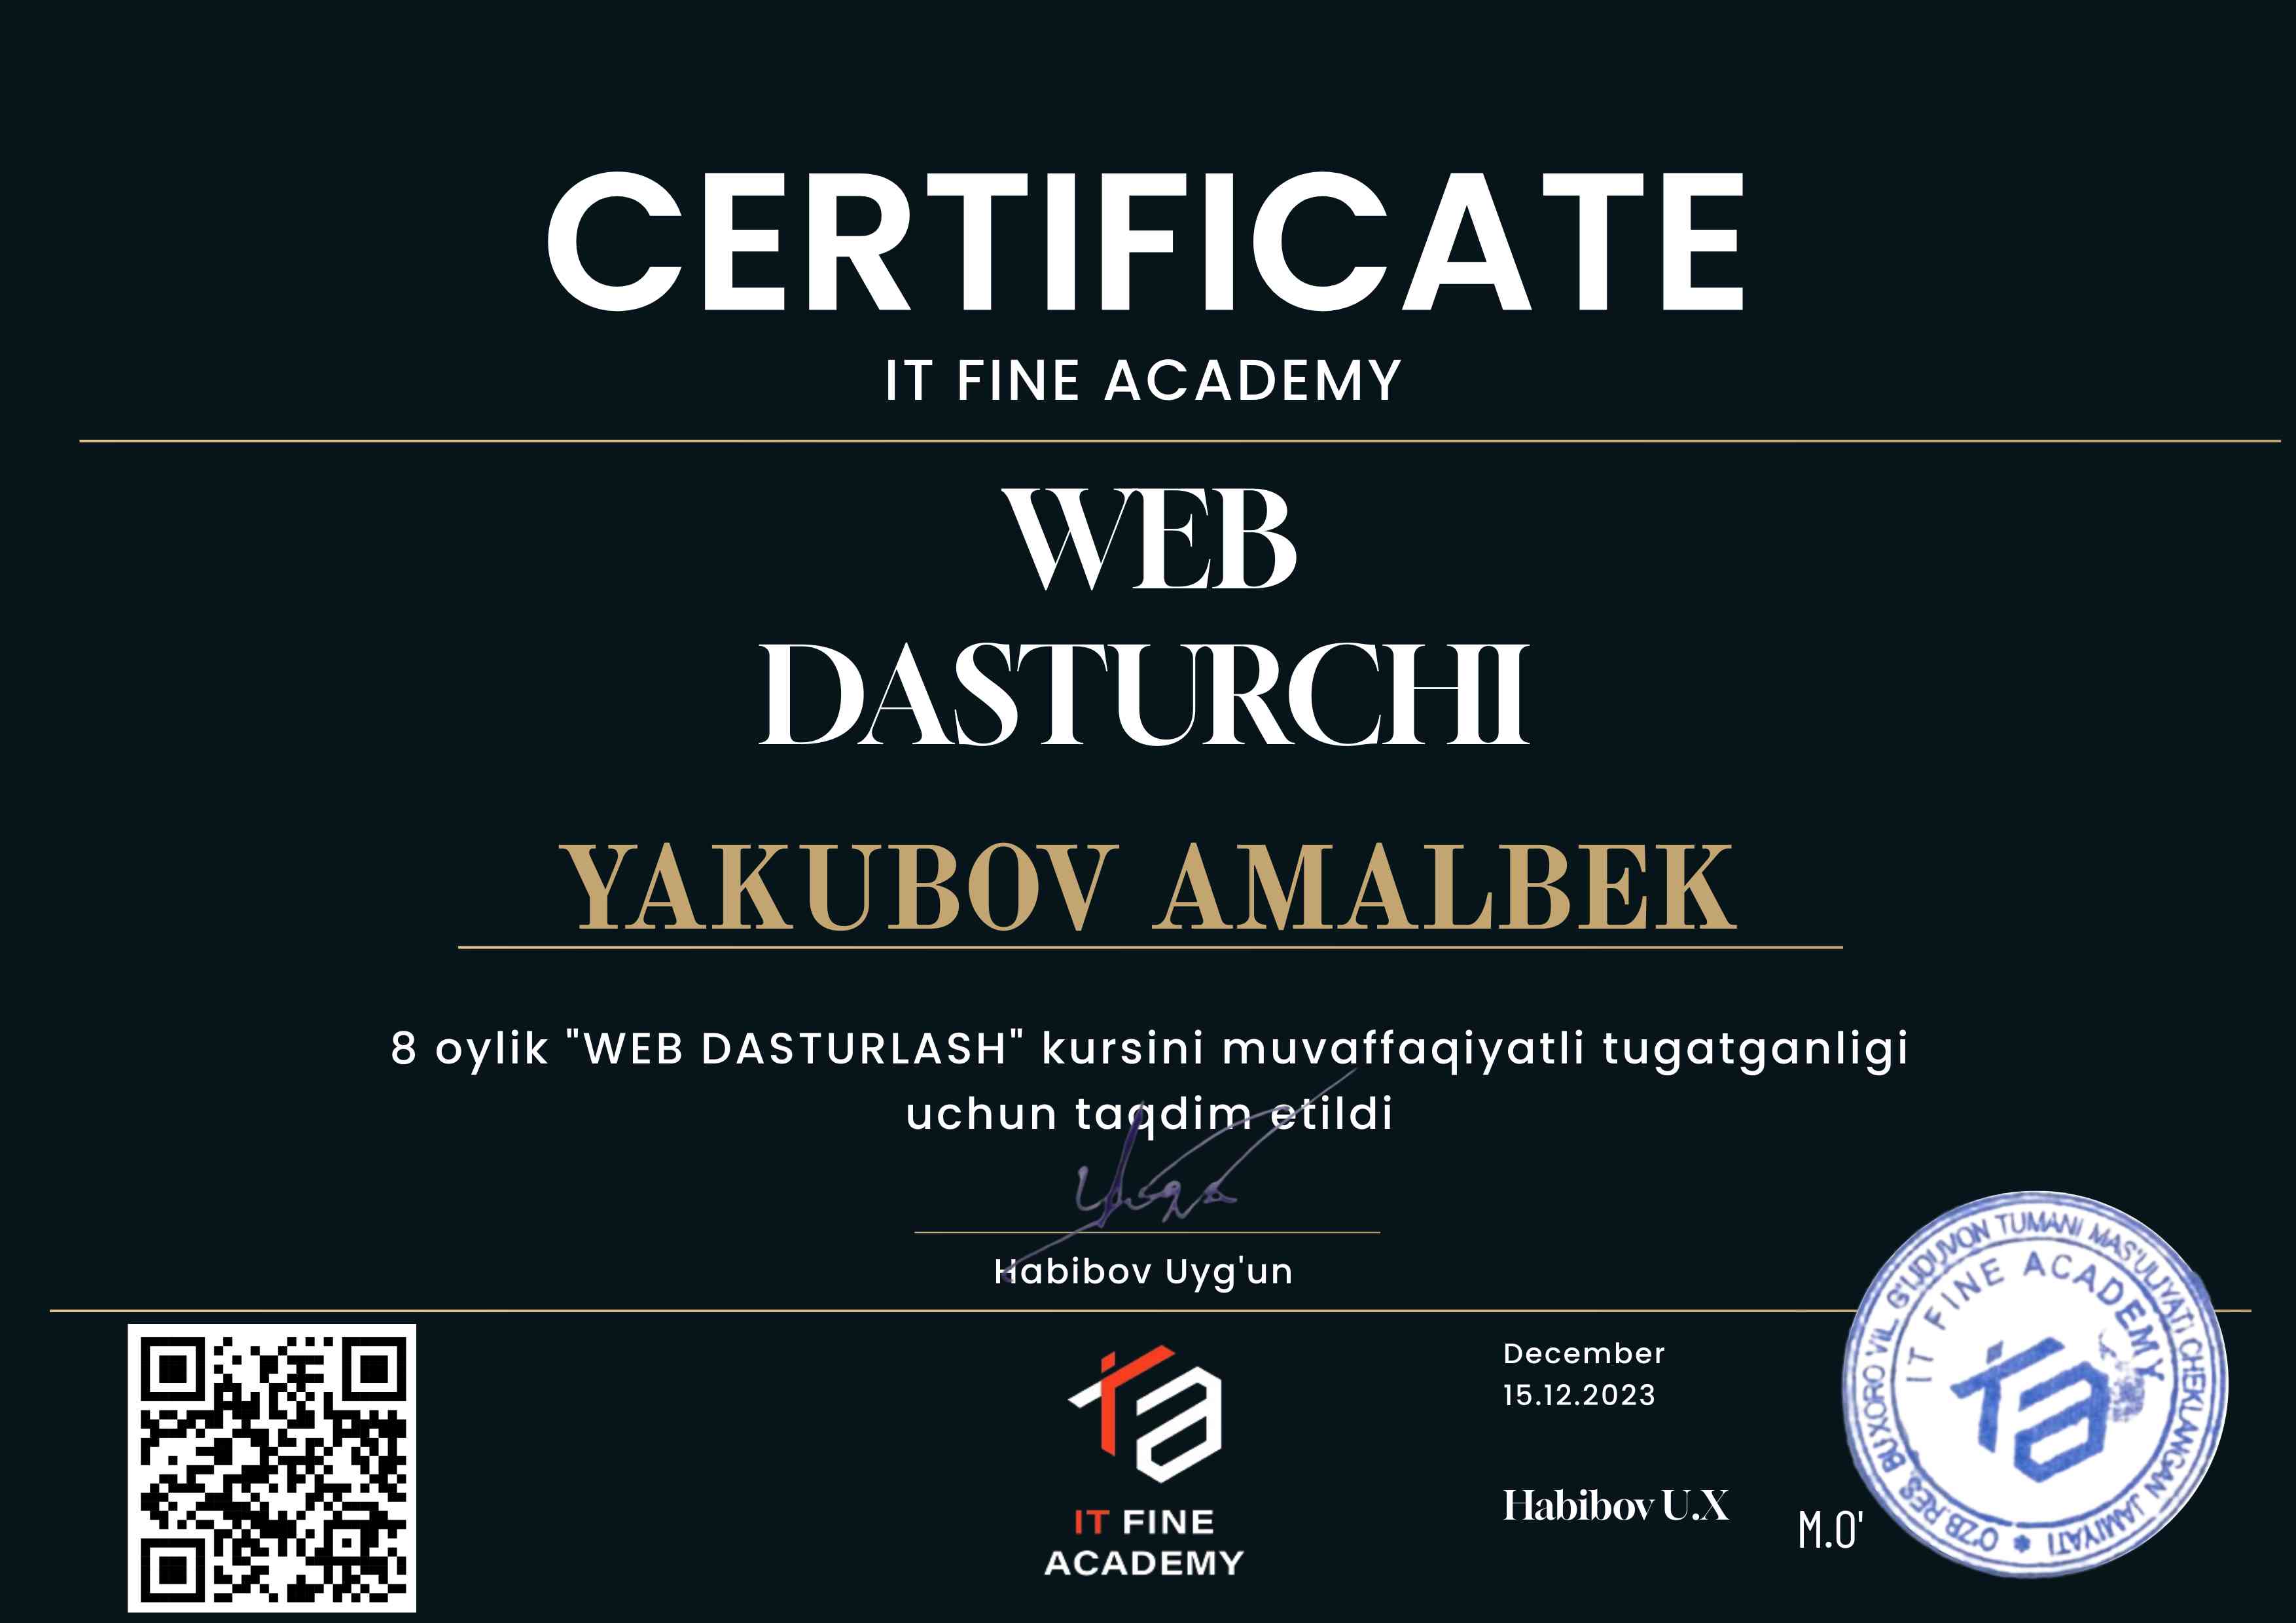 CERTIFICATE
IT FINE ACADEMY
WEB
DASTURCHI
YAKUBOV AMALBEK
8 oylik "WEB DASTURLASH" kursini muvaffaqiyatli tugatganligi
uchun taqdim etildi
Habibov Uyg'un
IT FINE
ACADEMY
December
15.12.2023
Habibov U.X
M.O'
O'ZB.RES. BUXORO VIL. G'IJDUVON TUMANI MAS'ULIYATI CHEKLANGAN JAMIYATI
IT FINE ACADEMY